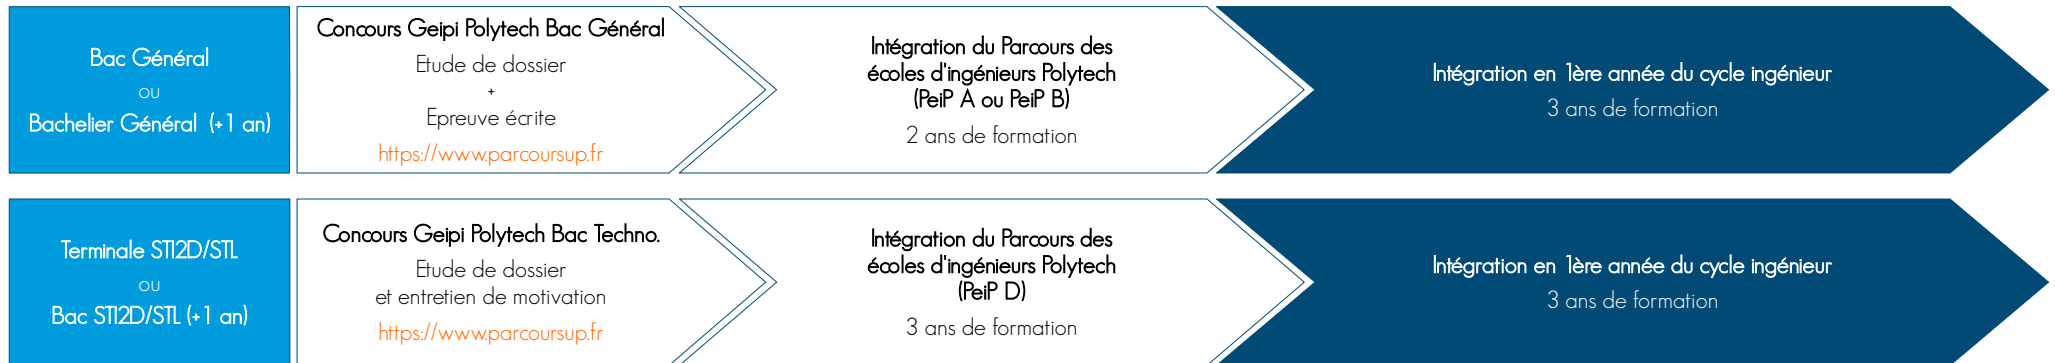 Bac Général
OU
Bachelier Général (+1 an)
Concours Geipi Polytech Bac Général
Etude de dossier
+
Epreuve écrite
https://www.parcoursup.fr
Intégration du Parcours des
écoles d'ingénieurs Polytech
(PeiP A ou PeiP B)
2 ans de formation
Intégration en 1ère année du cycle ingénieur
3 ans de formation
Terminale STI2D/STL
OU
Bac STI2D/STL (+1 an)
Concours Geipi Polytech Bac Techno.
Etude de dossier
et entretien de motivation
https://www.parcoursup.fr
Intégration du Parcours des
écoles d'ingénieurs Polytech
(PeiP D)
3 ans de formation
Intégration en 1ère année du cycle ingénieur
3 ans de formation